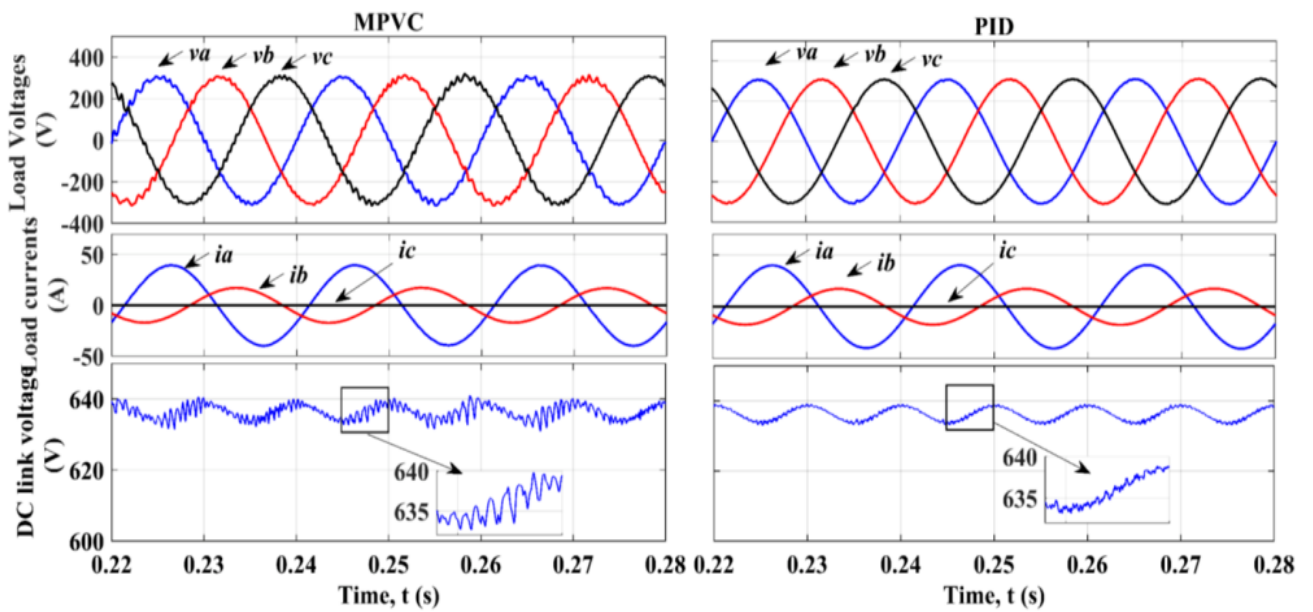 MPVC
PID
Load Voltages
(V)
400
200
0
-200
-400
va
vb
vc
va
vb
vc
Load currents
(A)
50
0
-50
ia
ib
ic
ia
ib
ic
DC link voltage
(V)
640
620
600
640
635
640
635
0.22
0.23
0.24
0.25
0.26
0.27
0.28
0.22
0.23
0.24
0.25
0.26
0.27
0.28
Time, t (s)
Time, t (s)